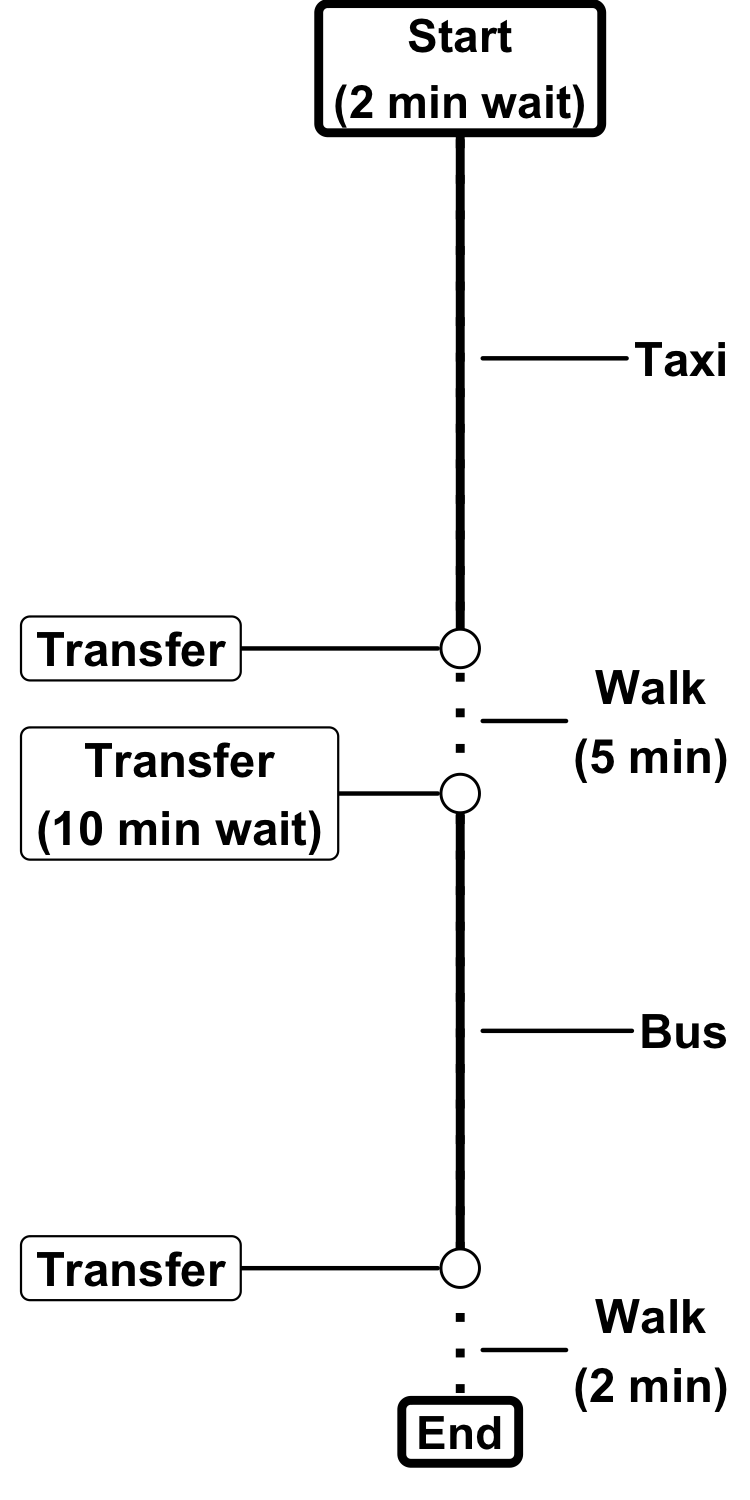 Start
(2 min wait)
Taxi
Transfer
Walk
(5 min)
Transfer
(10 min wait)
Bus
Transfer
Walk
(2 min)
End